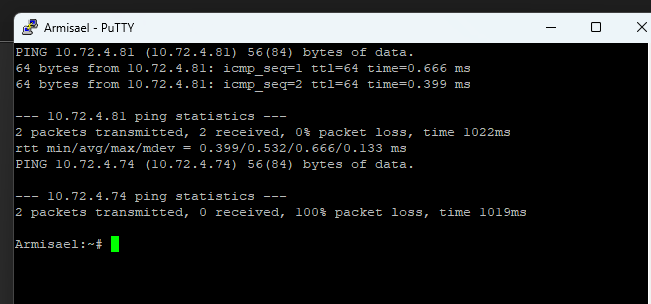 Armisael - PuTTY
PING 10.72.4.81 (10.72.4.81) 56(84) bytes of data.
64 bytes from 10.72.4.81: icmp_seq=1 ttl=64 time=0.666 ms
64 bytes from 10.72.4.81: icmp_seq=2 ttl=64 time=0.399 ms
--- 10.72.4.81 ping statistics ---
2 packets transmitted, 2 received, 0% packet loss, time 1022ms
rtt min/avg/max/mdev = 0.399/0.532/0.666/0.133 ms
PING 10.72.4.74 (10.72.4.74) 56(84) bytes of data.
--- 10.72.4.74 ping statistics ---
2 packets transmitted, 0 received, 100% packet loss, time 1019ms
Armisael:~#